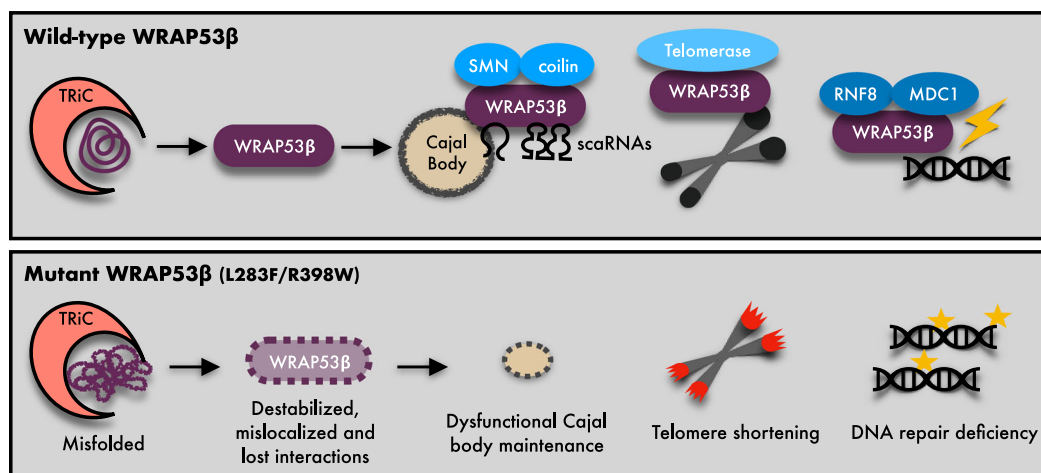 Wild-type WRAP53β
TRiC
WRAP53β
SMN
coilin
WRAP53β
Cajal
Body
scaRNAs
Telomerase
WRAP53β
RNF8
MDC1
WRAP53β
Mutant WRAP53β (L283F/R398W)
TRiC
Misfolded
WRAP53β
Destabilized,
mislocalized and
lost interactions
Dysfunctional Cajal
body maintenance
Telomere shortening
DNA repair deficiency